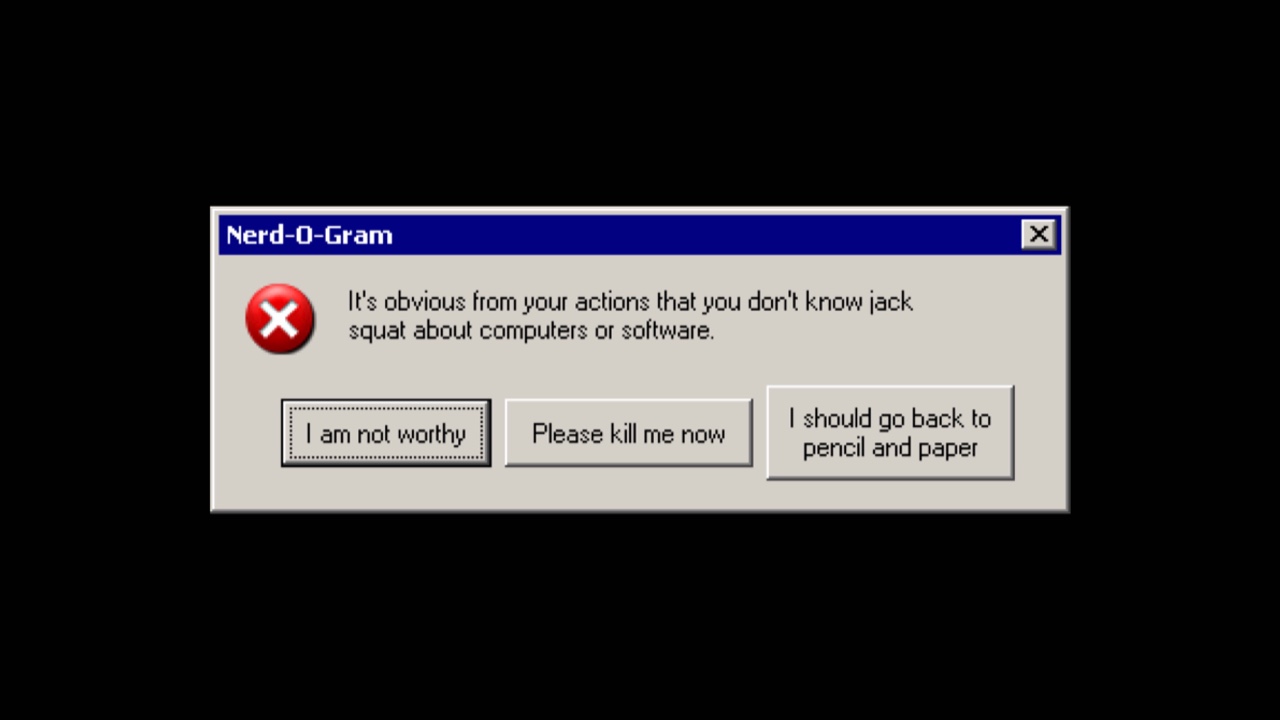 Nerd-O-Gram
It's obvious from your actions that you don't know jack
squat about computers or software.
I am not worthy
Please kill me now
I should go back to
pencil and paper